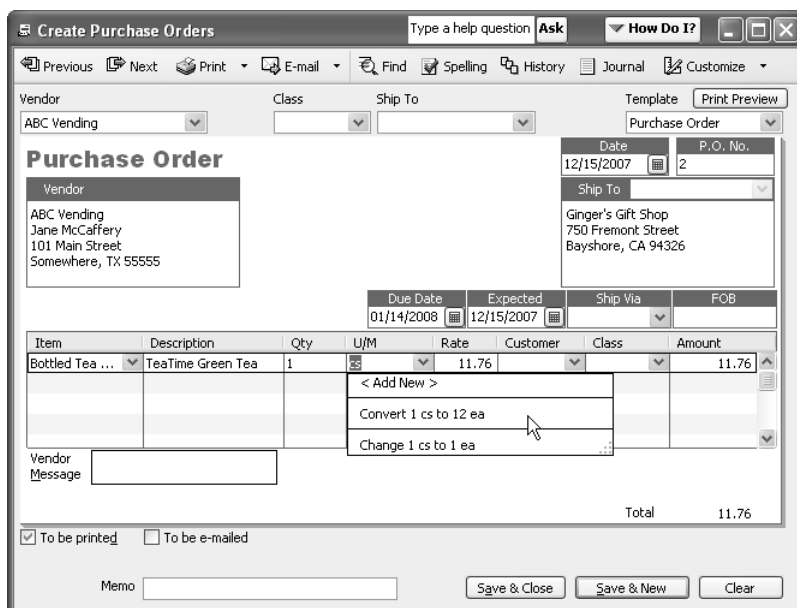 Create Purchase Orders
Type a help question Ask
How Do I?
Previous Next Print E-mail Find Spelling History Journal Customize
Vendor Class Ship To Template Print Preview
ABC Vending Purchase Order
Purchase Order
Date P.O. No.
12/15/2007 2
Vendor Ship To
ABC Vending
Jane McCaffery
101 Main Street
Somewhere, TX 55555
Ginger's Gift Shop
750 Fremont Street
Bayshore, CA 94326
Due Date Expected Ship Via FOB
01/14/2008 12/15/2007
Item Description Qty U/M Rate Customer Class Amount
Bottled Tea ... TeaTime Green Tea 1 cs 11.76 11.76
< Add New >
Convert 1 cs to 12 ea
Change 1 cs to 1 ea
Vendor
Message
Total 11.76
To be printed To be e-mailed
Memo Save & Close Save & New Clear